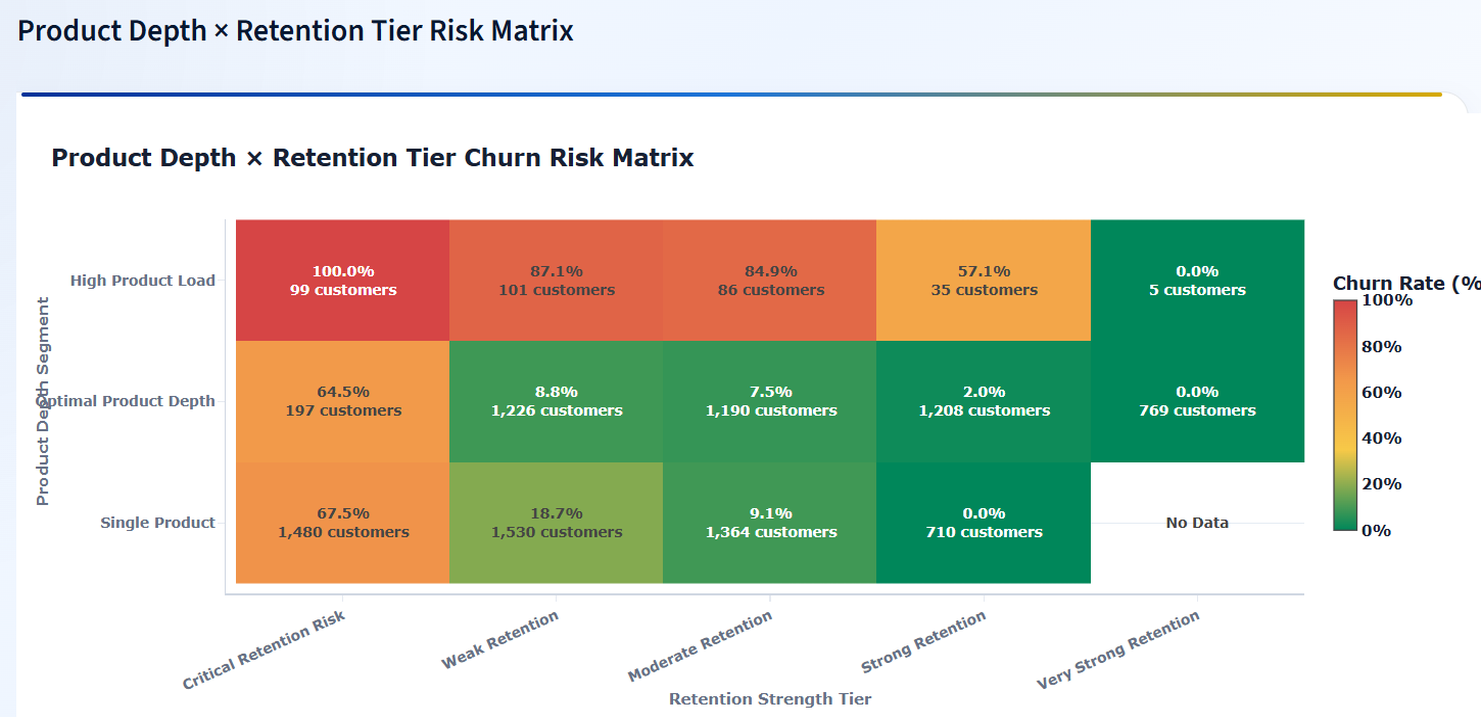 Product Depth × Retention Tier Risk Matrix
Product Depth × Retention Tier Churn Risk Matrix
Product Depth Segment
High Product Load
100.0%
99 customers
87.1%
101 customers
84.9%
86 customers
57.1%
35 customers
0.0%
5 customers
Optimal Product Depth
64.5%
197 customers
8.8%
1,226 customers
7.5%
1,190 customers
2.0%
1,208 customers
0.0%
769 customers
Single Product
67.5%
1,480 customers
18.7%
1,530 customers
9.1%
1,364 customers
0.0%
710 customers
No Data
Critical Retention Risk
Weak Retention
Moderate Retention
Strong Retention
Very Strong Retention
Retention Strength Tier
Churn Rate (%
100%
80%
60%
40%
20%
0%